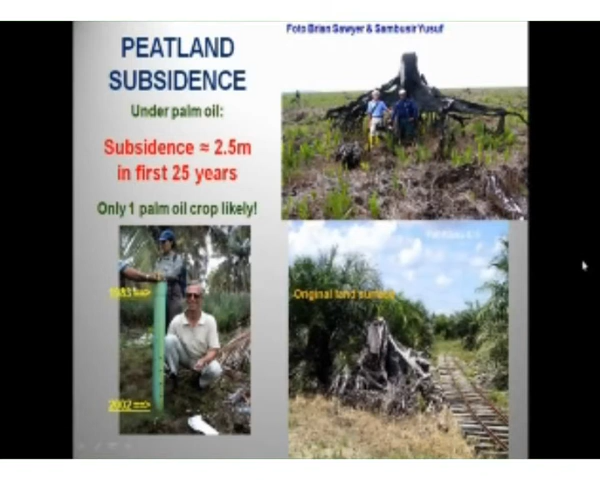 Foto Brian Sawyer & Sambusir Yusuf
PEATLAND
SUBSIDENCE
Under palm oil:
Subsidence ≈ 2.5m
in first 25 years
Only 1 palm oil crop likely!
Original land surface
2002 ==>